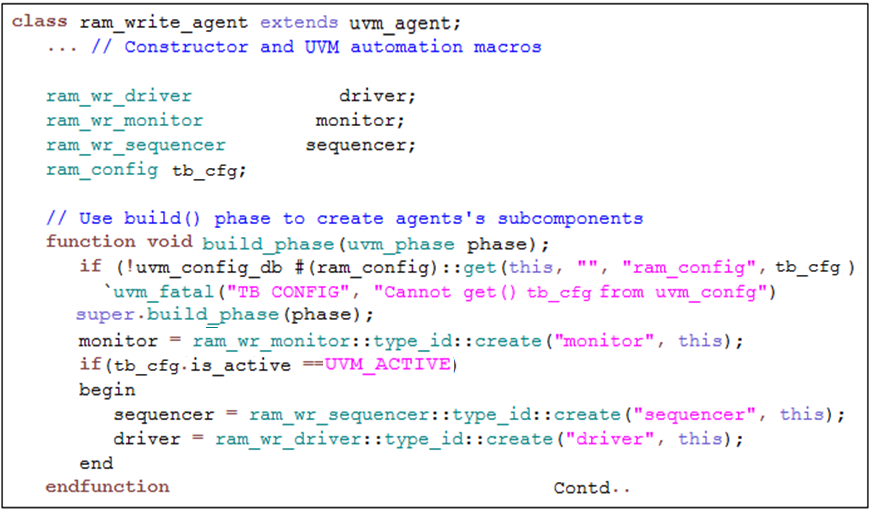 class ram_write_agent extends uvm_agent;
... // Constructor and UVM automation macros
ram_wr_driver driver;
ram_wr_monitor monitor;
ram_wr_sequencer sequencer;
ram_config tb_cfg;
// Use build() phase to create agents's subcomponents
function void build_phase(uvm_phase phase);
if (!uvm_config_db #(ram_config)::get(this, "", "ram_config", tb_cfg )
`uvm_fatal("TB CONFIG", "Cannot get() tb_cfg from uvm_confg")
super.build_phase(phase);
monitor = ram_wr_monitor::type_id::create("monitor", this);
if(tb_cfg.is_active ==UVM_ACTIVE)
begin
sequencer = ram_wr_sequencer::type_id::create("sequencer", this);
driver = ram_wr_driver::type_id::create("driver", this);
end
endfunction
Contd..